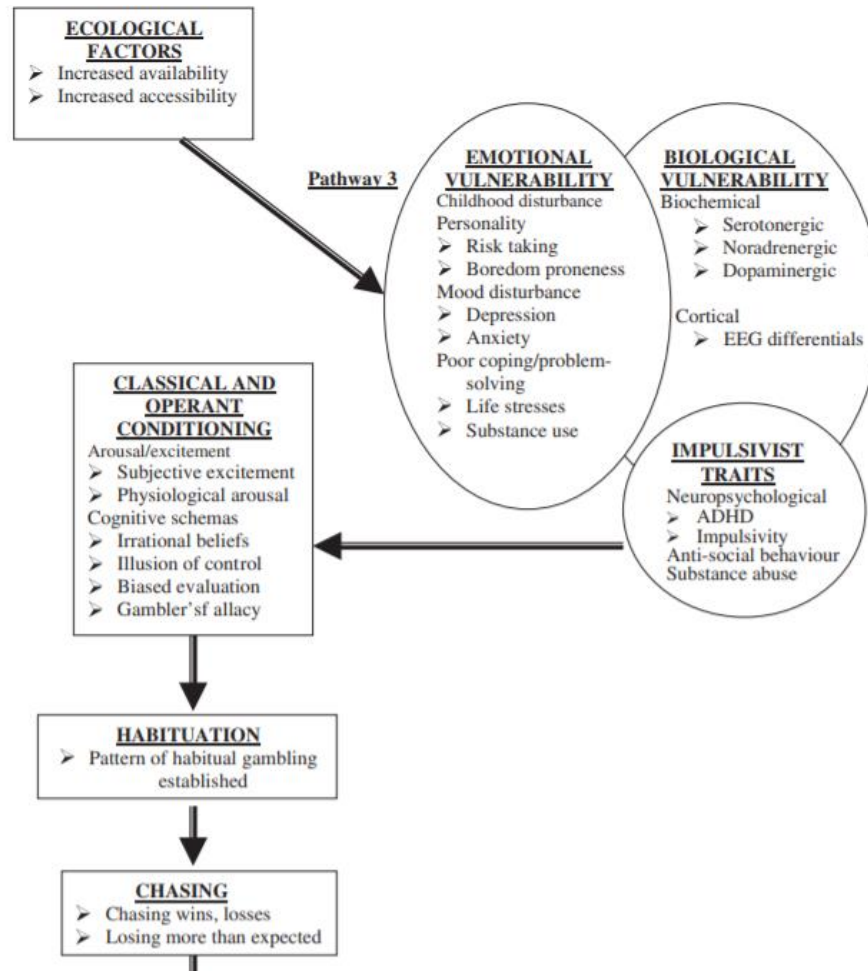 ECOLOGICAL
FACTORS
➢ Increased availability
➢ Increased accessibility
Pathway 3
EMOTIONAL
VULNERABILITY
Childhood disturbance
Personality
➢ Risk taking
➢ Boredom proneness
Mood disturbance
➢ Depression
➢ Anxiety
Poor coping/problem-
solving
➢ Life stresses
➢ Substance use
BIOLOGICAL
VULNERABILITY
Biochemical
➢ Serotonergic
➢ Noradrenergic
➢ Dopaminergic
Cortical
➢ EEG differentials
IMPULSIVIST
TRAITS
Neuropsychological
➢ ADHD
➢ Impulsivity
Anti-social behaviour
Substance abuse
CLASSICAL AND
OPERANT
CONDITIONING
Arousal/excitement
➢ Subjective excitement
➢ Physiological arousal
Cognitive schemas
➢ Irrational beliefs
➢ Illusion of control
➢ Biased evaluation
➢ Gambler'sf allacy
HABITUATION
➢ Pattern of habitual gambling
established
CHASING
➢ Chasing wins, losses
➢ Losing more than expected